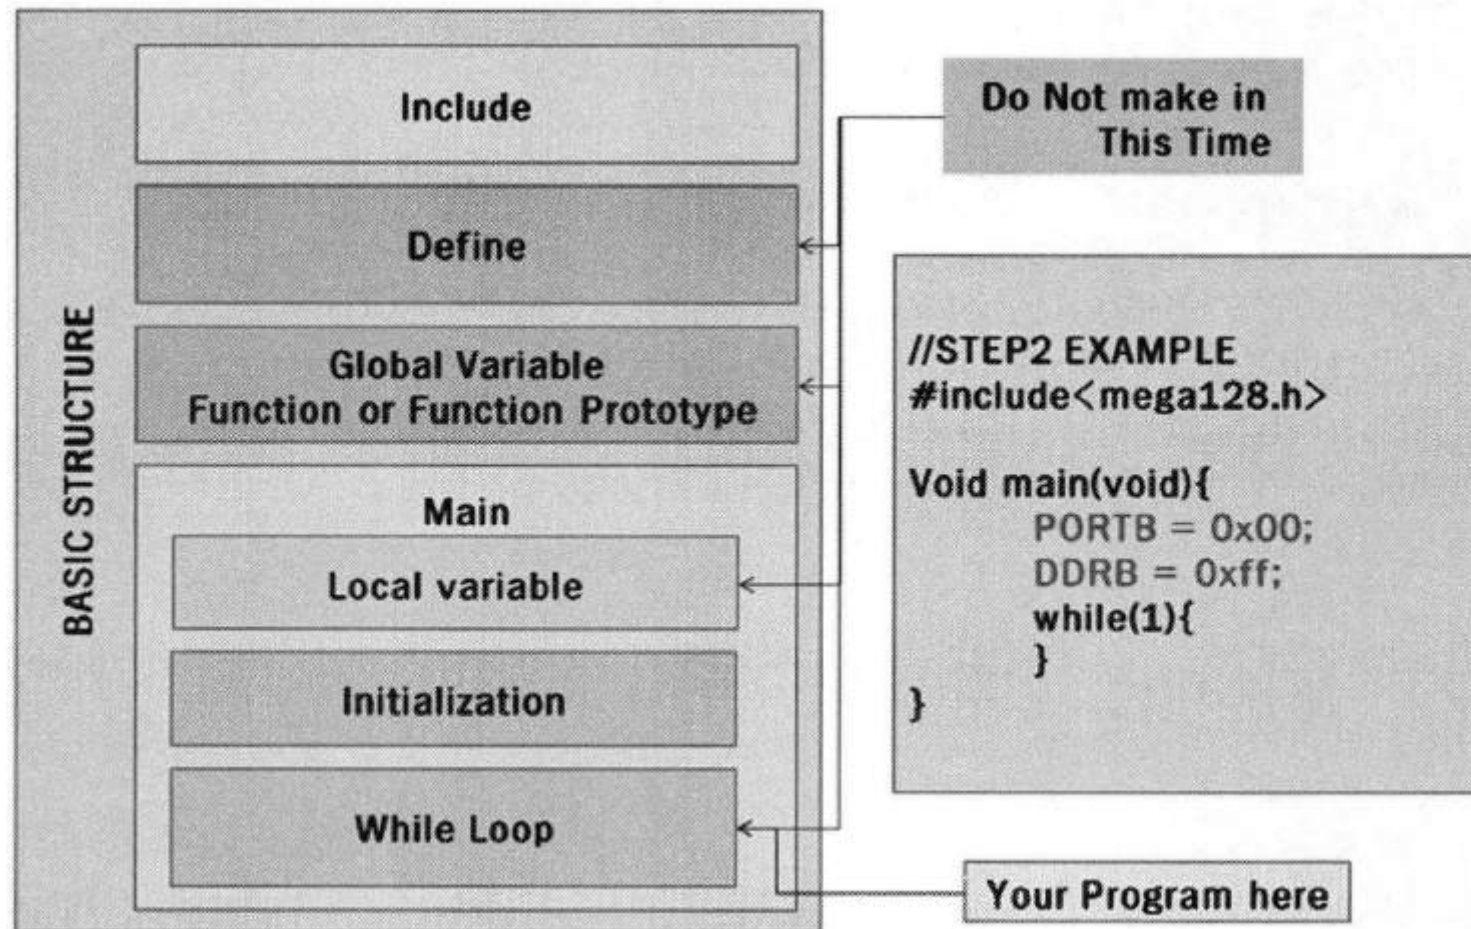 BASIC STRUCTURE
Include
Define
Global Variable
Function or Function Prototype
Main
Local variable
Initialization
While Loop
Do Not make in
This Time
//STEP2 EXAMPLE
#include<mega128.h>
Void main(void){
PORTB = 0x00;
DDRB = 0xff;
while(1){
}
}
Your Program here